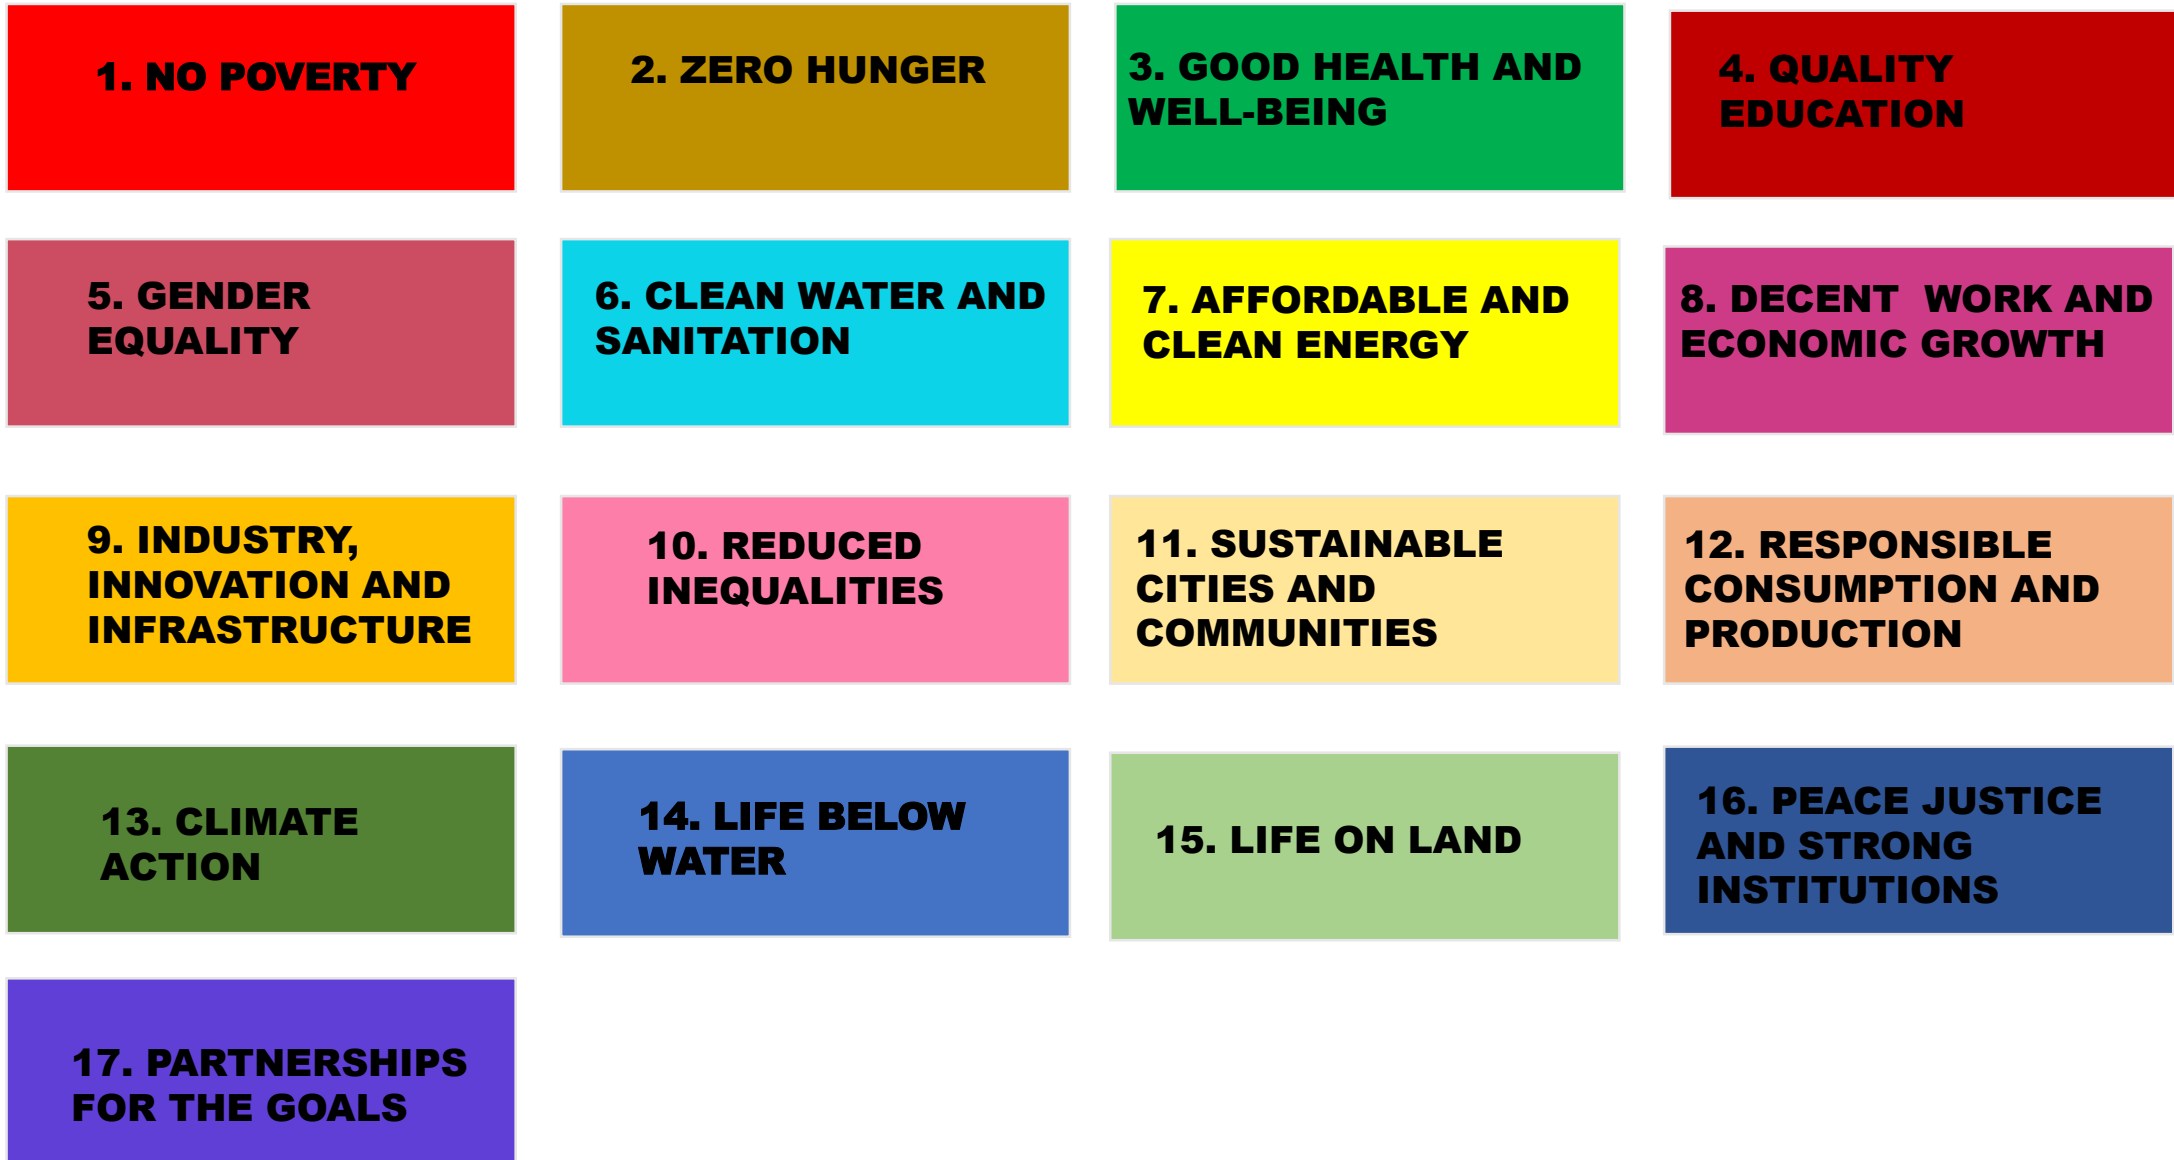 1. NO POVERTY
2. ZERO HUNGER
3. GOOD HEALTH AND
WELL-BEING
4. QUALITY
EDUCATION
5. GENDER
EQUALITY
6. CLEAN WATER AND
SANITATION
7. AFFORDABLE AND
CLEAN ENERGY
8. DECENT  WORK AND
ECONOMIC GROWTH
9. INDUSTRY,
INNOVATION AND
INFRASTRUCTURE
10. REDUCED
INEQUALITIES
11. SUSTAINABLE
CITIES AND
COMMUNITIES
12. RESPONSIBLE
CONSUMPTION AND
PRODUCTION
13. CLIMATE
ACTION
14. LIFE BELOW
WATER
15. LIFE ON LAND
16. PEACE JUSTICE
AND STRONG
INSTITUTIONS
17. PARTNERSHIPS
FOR THE GOALS